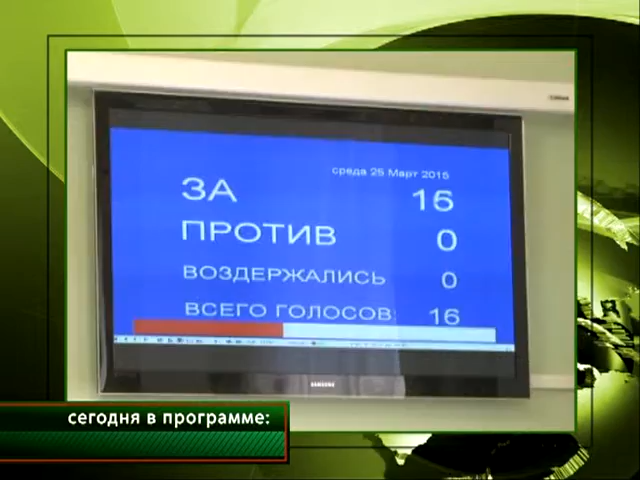 среда 25 Март 2015
ЗА 16
ПРОТИВ 0
ВОЗДЕРЖАЛИСЬ 0
ВСЕГО ГОЛОСОВ: 16
SAMSUNG
сегодня в программе: